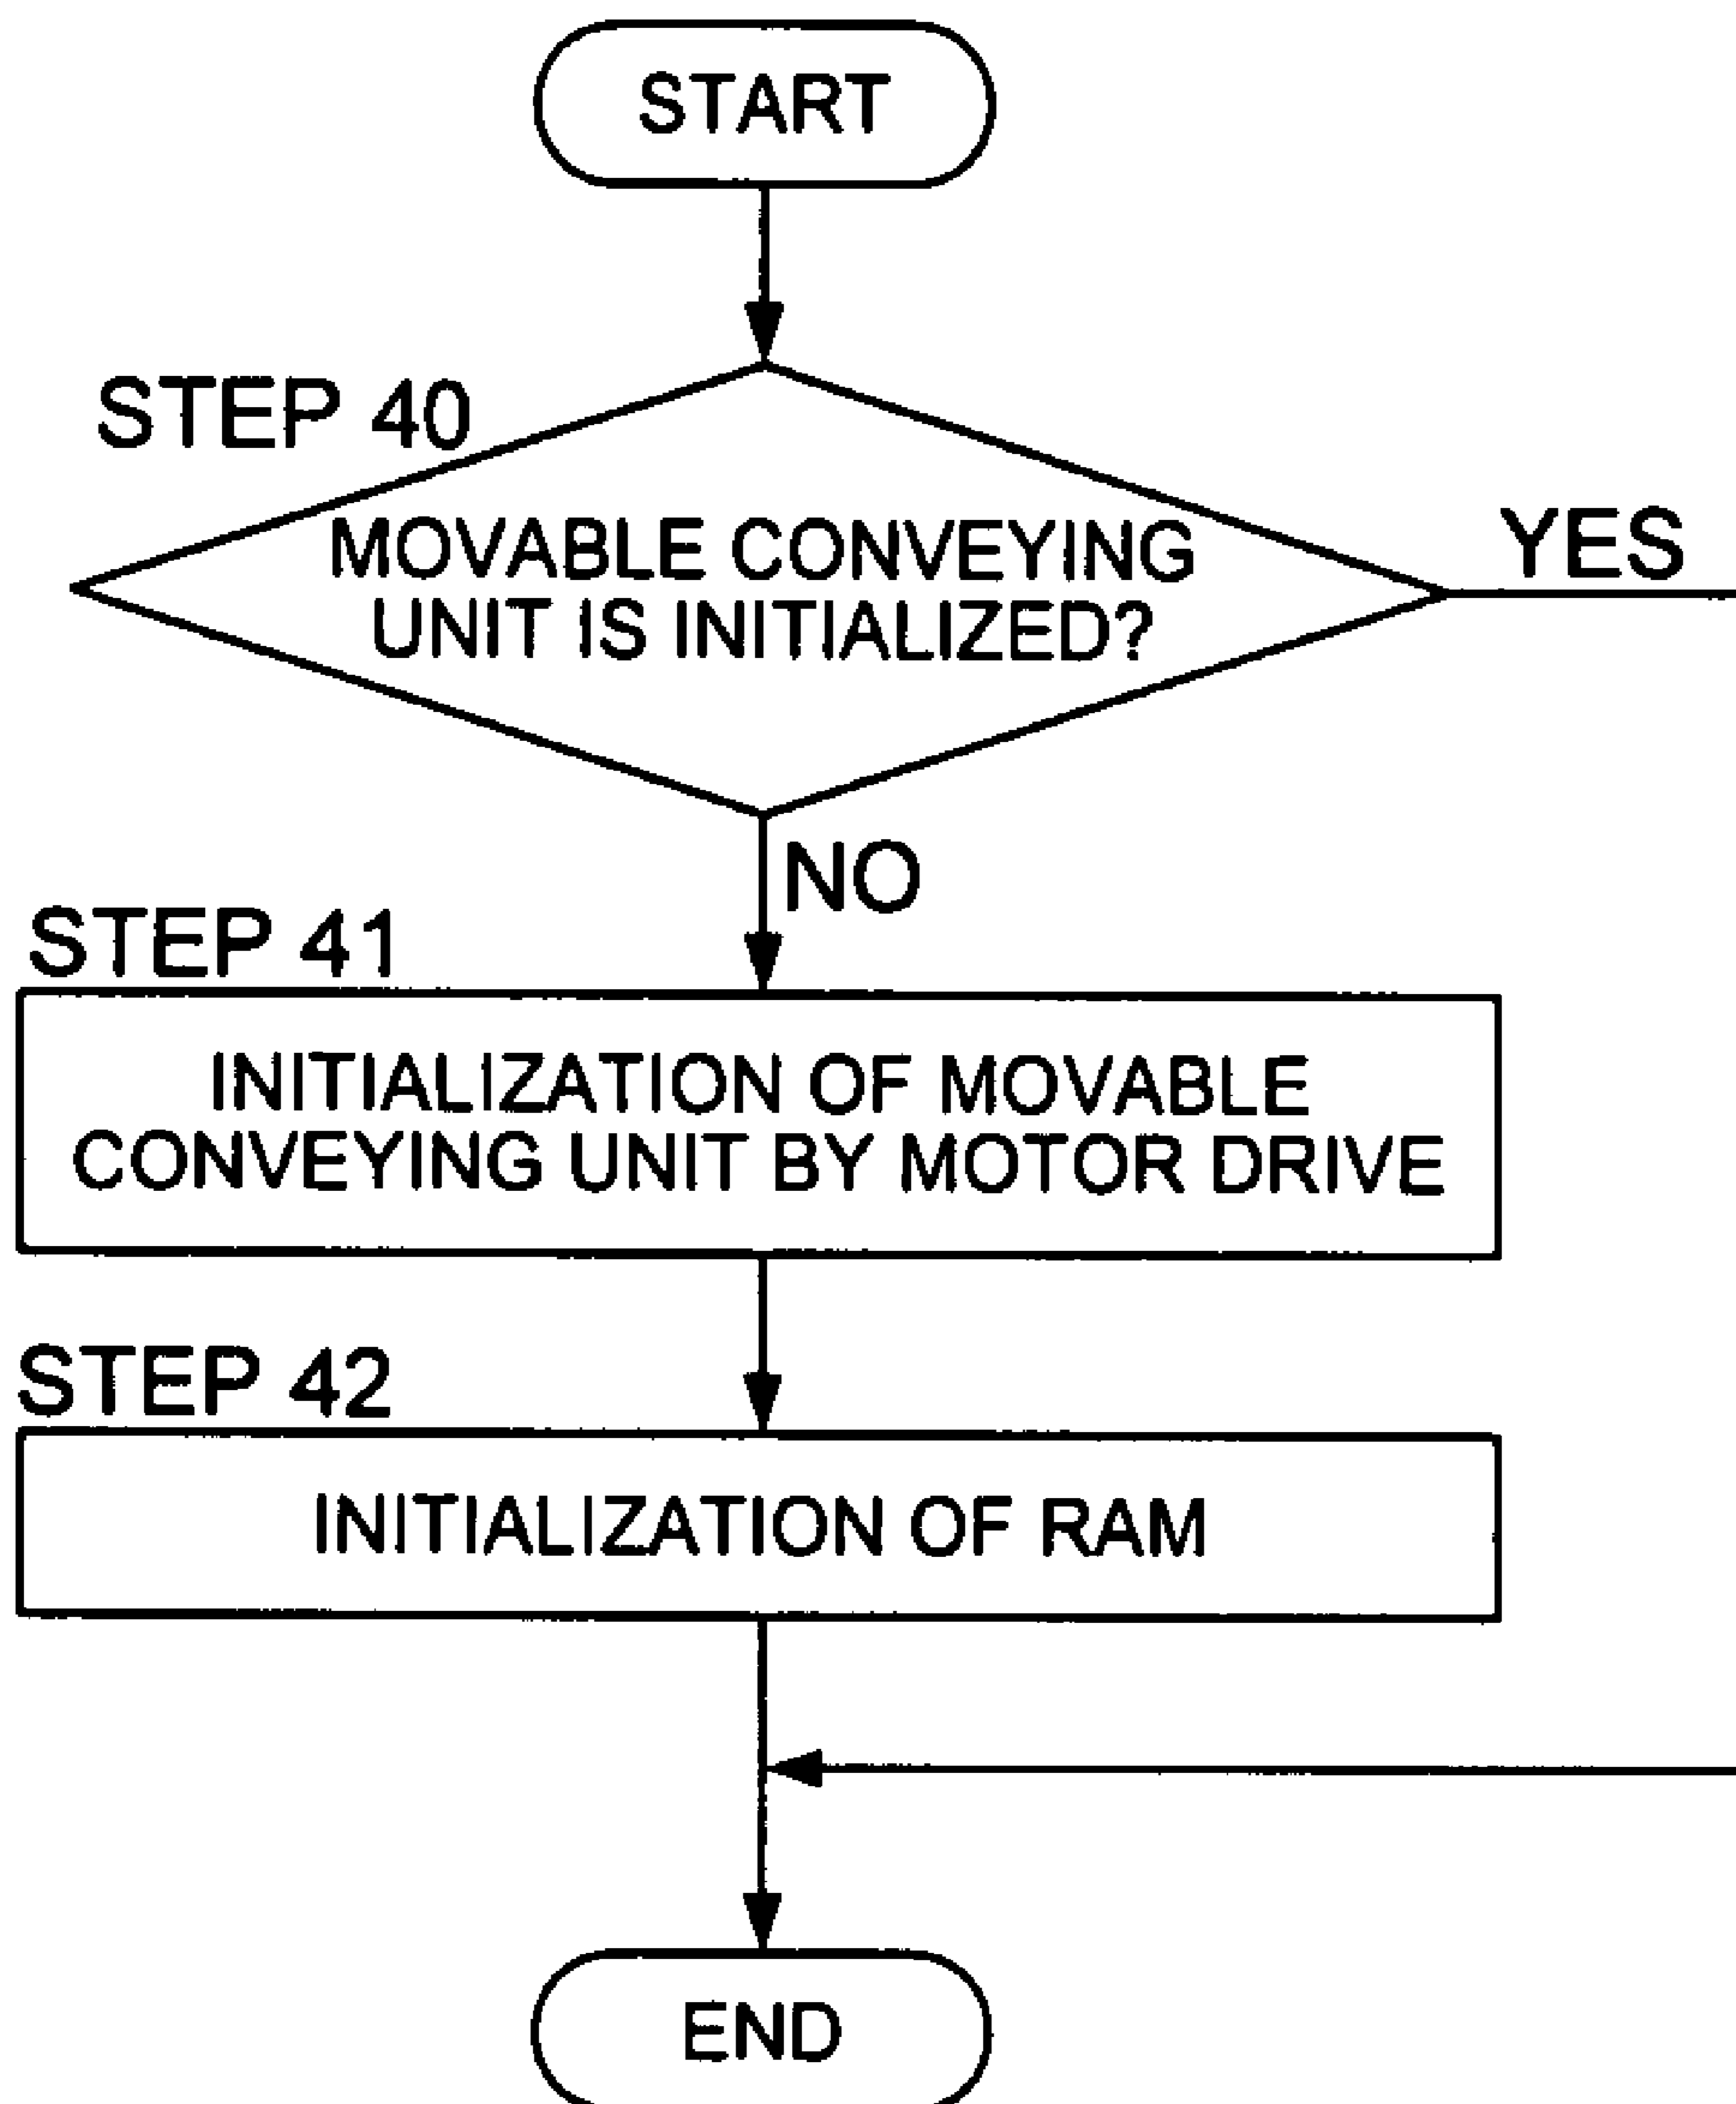 START
STEP 40
MOVABLE CONVEYING
UNIT IS INITIALIZED?
YES
NO
STEP 41
INITIALIZATION OF MOVABLE
CONVEYING UNIT BY MOTOR DRIVE
STEP 42
INITIALIZATION OF RAM
END